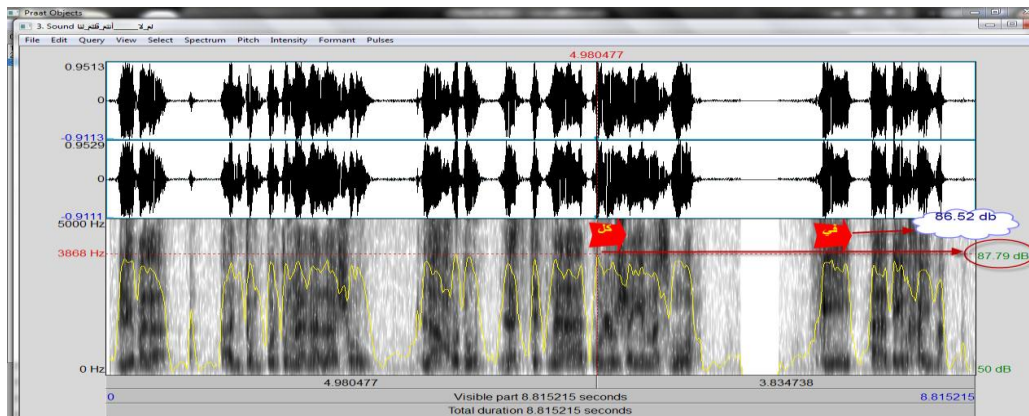 Praat Objects
3. Sound
File Edit Query View Select Spectrum Pitch Intensity Formant Pulses
4.980477
0.9513
0
-0.9113
0.9529
0
-0.9111
5000 Hz
3868 Hz
0 Hz
كل
في
86.52 db
87.79 dB
50 dB
4.980477
3.834738
0
Visible part 8.815215 seconds
8.815215
Total duration 8.815215 seconds